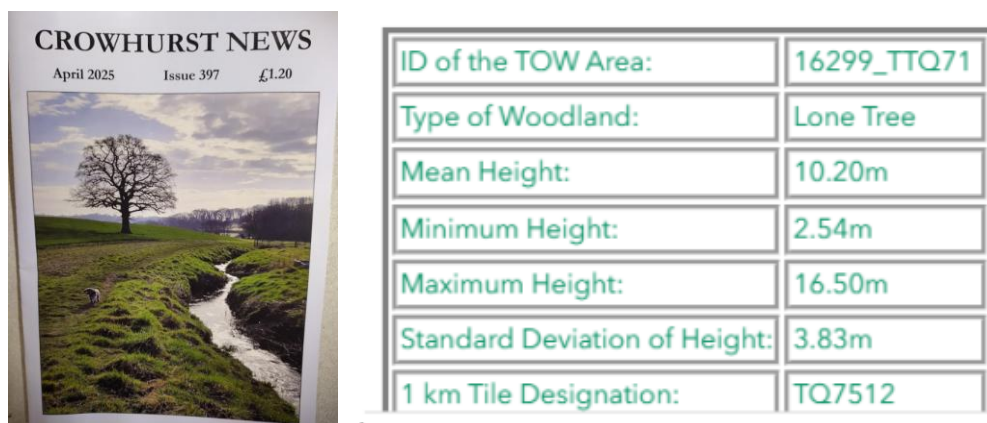 CROWHURST NEWS
April 2025 Issue 397 £1.20
ID of the TOW Area: 16299_TTQ71
Type of Woodland: Lone Tree
Mean Height: 10.20m
Minimum Height: 2.54m
Maximum Height: 16.50m
Standard Deviation of Height: 3.83m
1 km Tile Designation: TQ7512